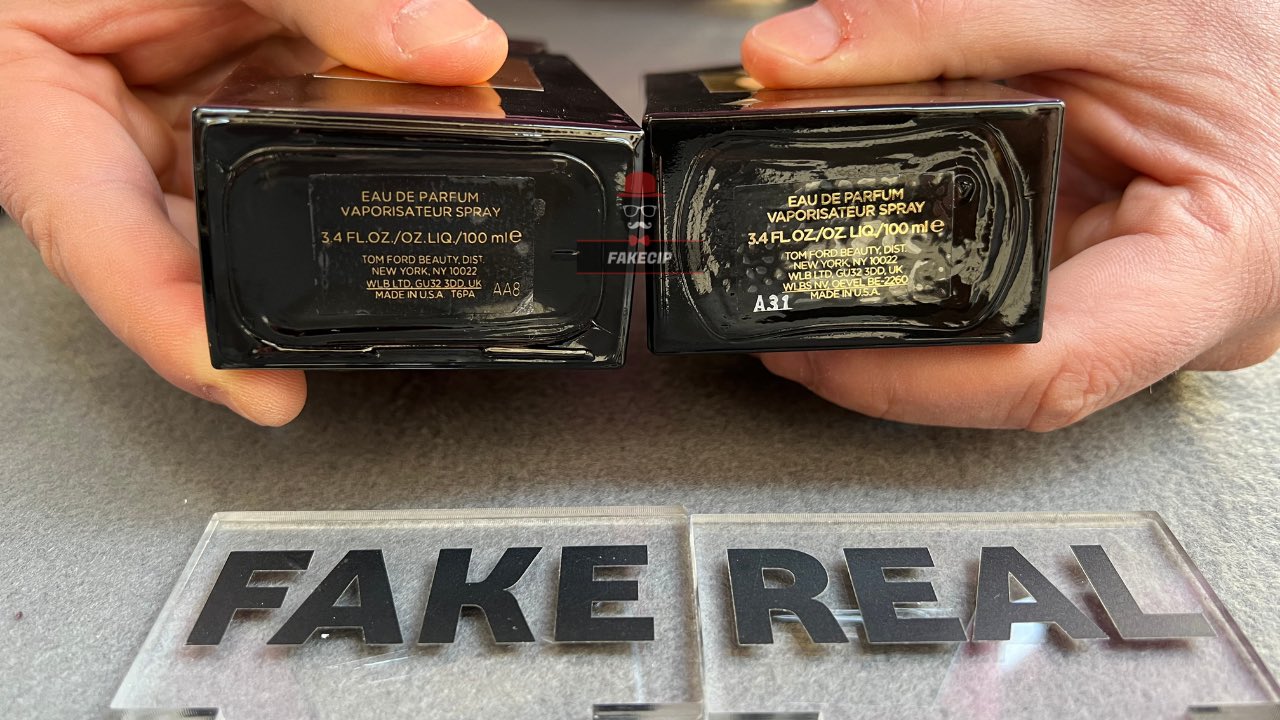 EAU DE PARFUM
VAPORISATEUR SPRAY
3.4 FL.OZ./OZ.LIQ./100 ml℮
TOM FORD BEAUTY, DIST.
NEW YORK, NY 10022
WLB LTD. GU32 3DD, UK
MADE IN U.S.A. T6PA
AA8
EAU DE PARFUM
VAPORISATEUR SPRAY
3.4 FL.OZ./OZ.LIQ./100 ml℮
TOM FORD BEAUTY, DIST.
NEW YORK, NY 10022
WLB LTD. GU32 3DD, UK
WLBS NV, OEVEL BE-2260
MADE IN U.S.A.
A31
FAKECIP
FAKE
REAL